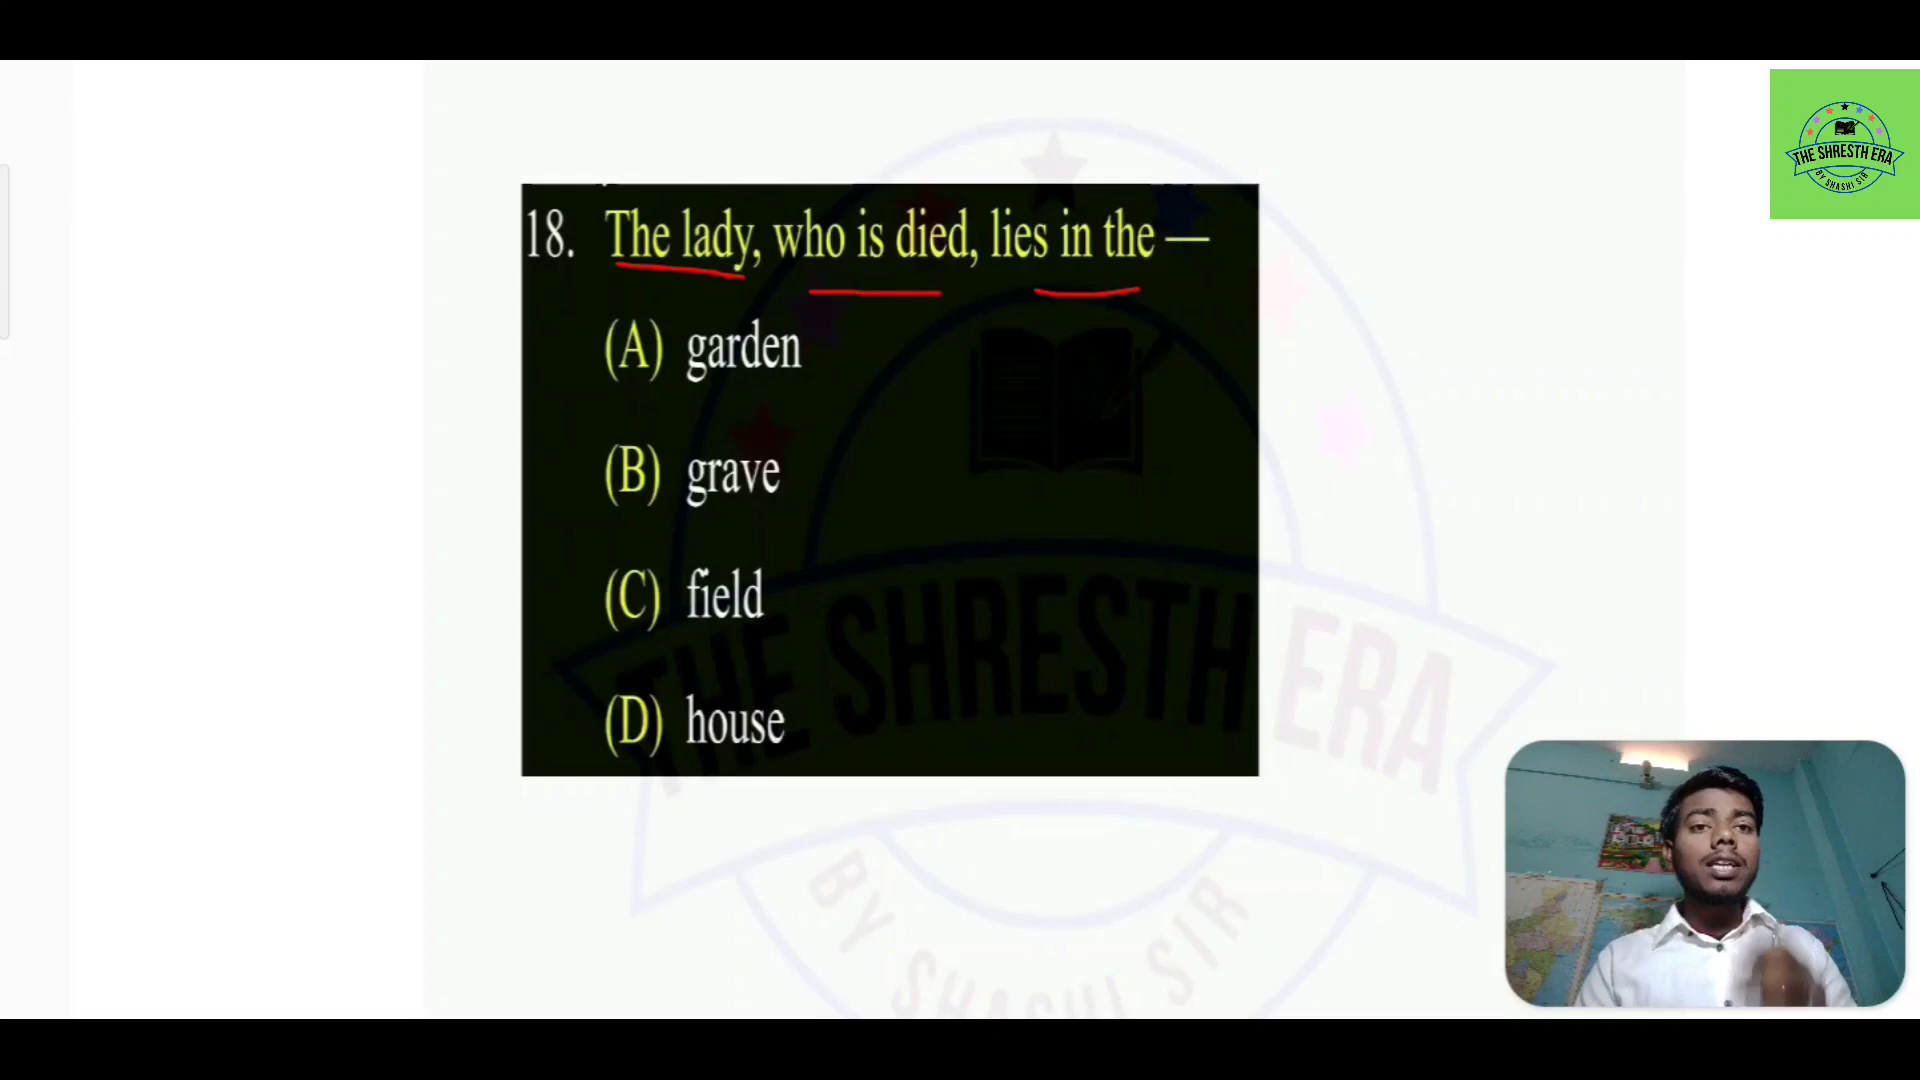 THE SHRESTH ERA
BY SHASHI SIR
18. The lady, who is died, lies in the —
(A) garden
(B) grave
(C) field
(D) house
THE SHRESTH ERA
BY SHASHI SIR